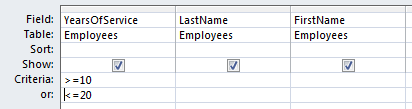 Field: YearsOfService LastName FirstName
Table: Employees Employees Employees
Sort:
Show:
Criteria: >=10
or: <=20